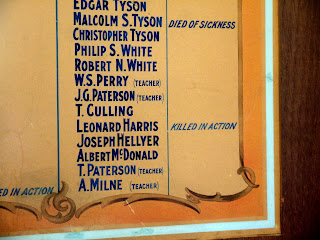 EDGAR TYSON
MALCOLM S. TYSON DIED OF SICKNESS
CHRISTOPHER TYSON
PHILIP S. WHITE
ROBERT N. WHITE
W.S. PERRY (TEACHER)
J.G. PATERSON (TEACHER)
T. CULLING
LEONARD HARRIS KILLED IN ACTION
JOSEPH HELLYER
ALBERT MCDONALD
T. PATERSON (TEACHER)
ED IN ACTION A. MILNE (TEACHER)